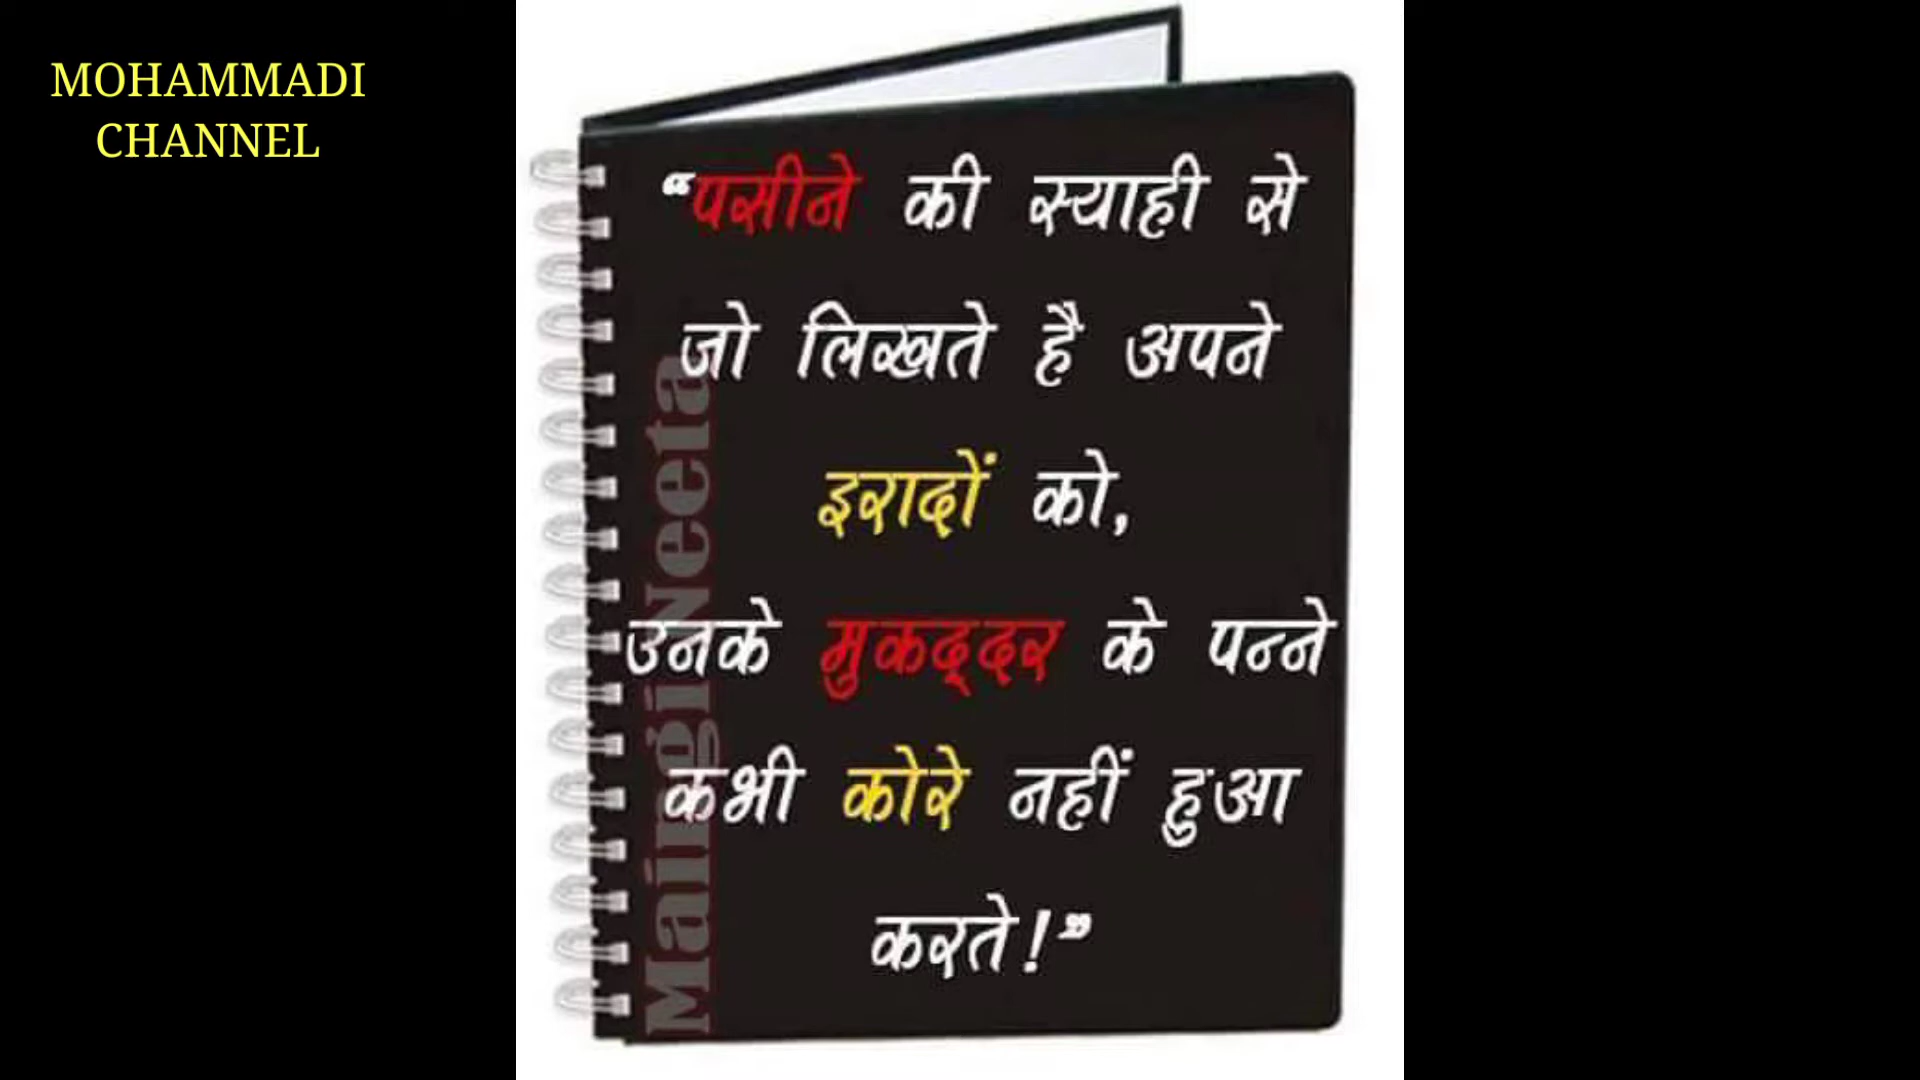 MOHAMMADI
CHANNEL
“पसीने की स्याही से
जो लिखते है अपने
इरादों को,
उनके मुकद्दर के पन्ने
कभी कोरे नहीं हुआ
करते!”
MaingiNeeta